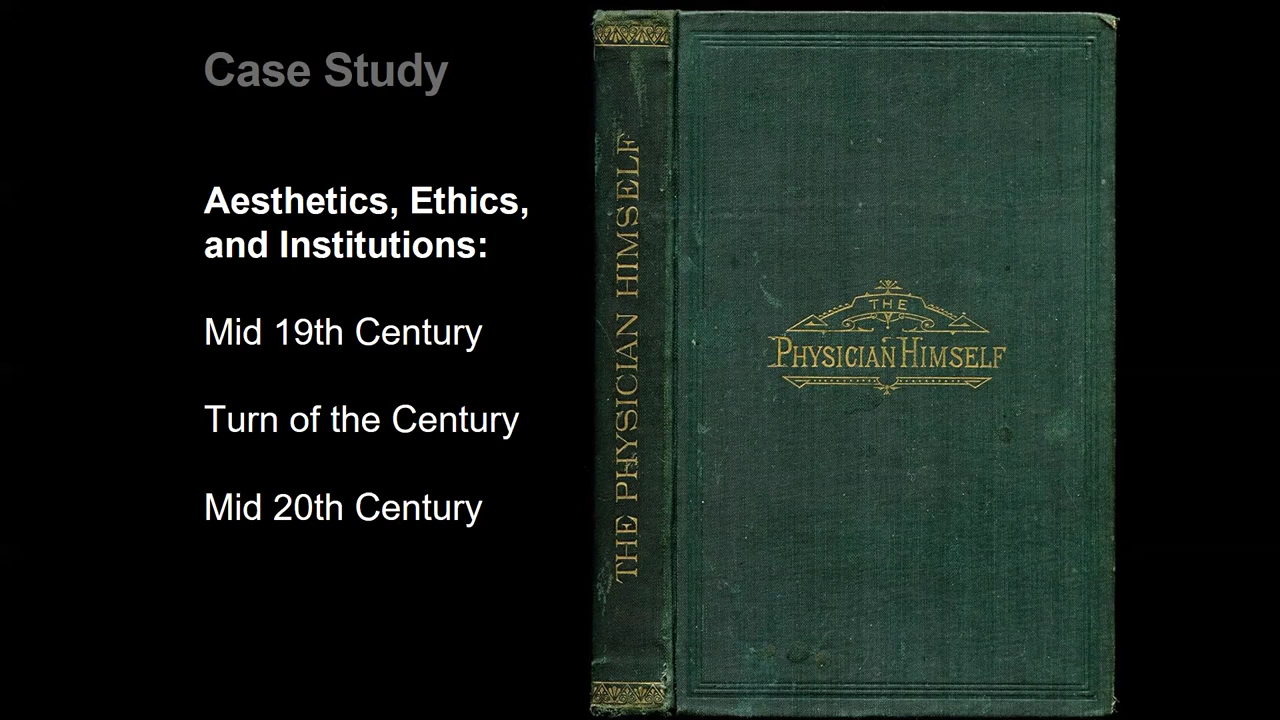 Case Study
Aesthetics, Ethics,
and Institutions:
Mid 19th Century
Turn of the Century
Mid 20th Century
THE PHYSICIAN HIMSELF
THE
PHYSICIAN HIMSELF